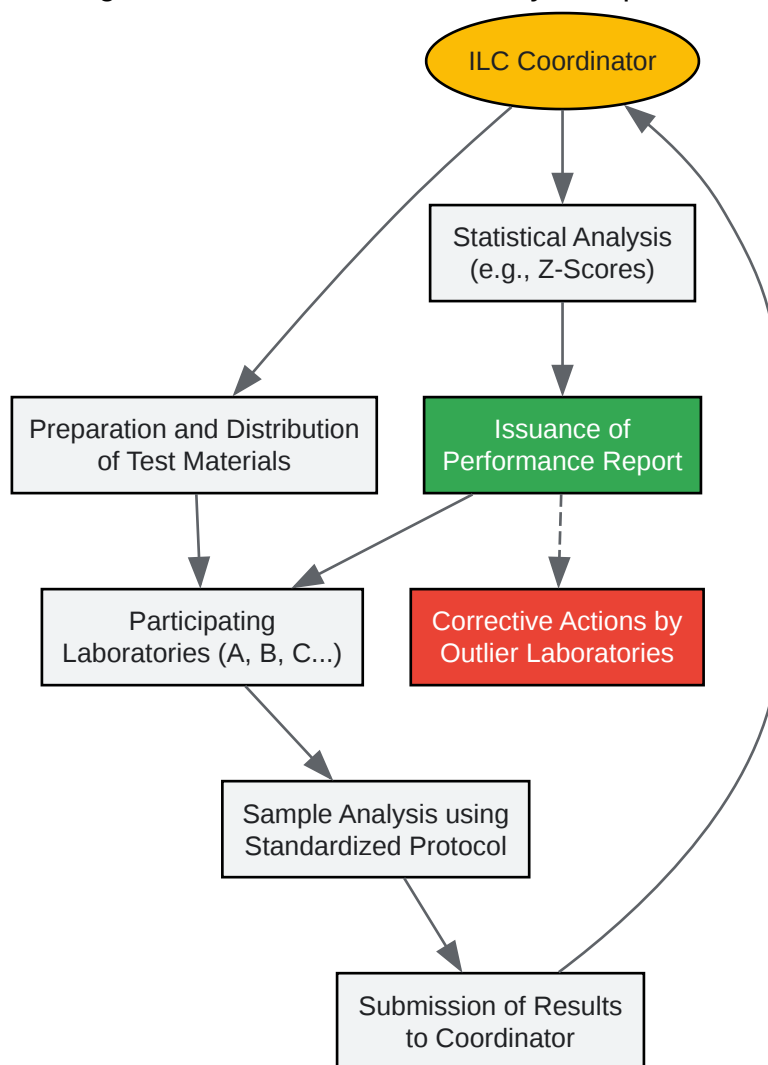 ILC Coordinator
Statistical Analysis
(e.g., Z-Scores)
Preparation and Distribution
of Test Materials
Issuance of
Performance Report
Participating
Laboratories (A, B, C...)
Corrective Actions by
Outlier Laboratories
Sample Analysis using
Standardized Protocol
Submission of Results
to Coordinator